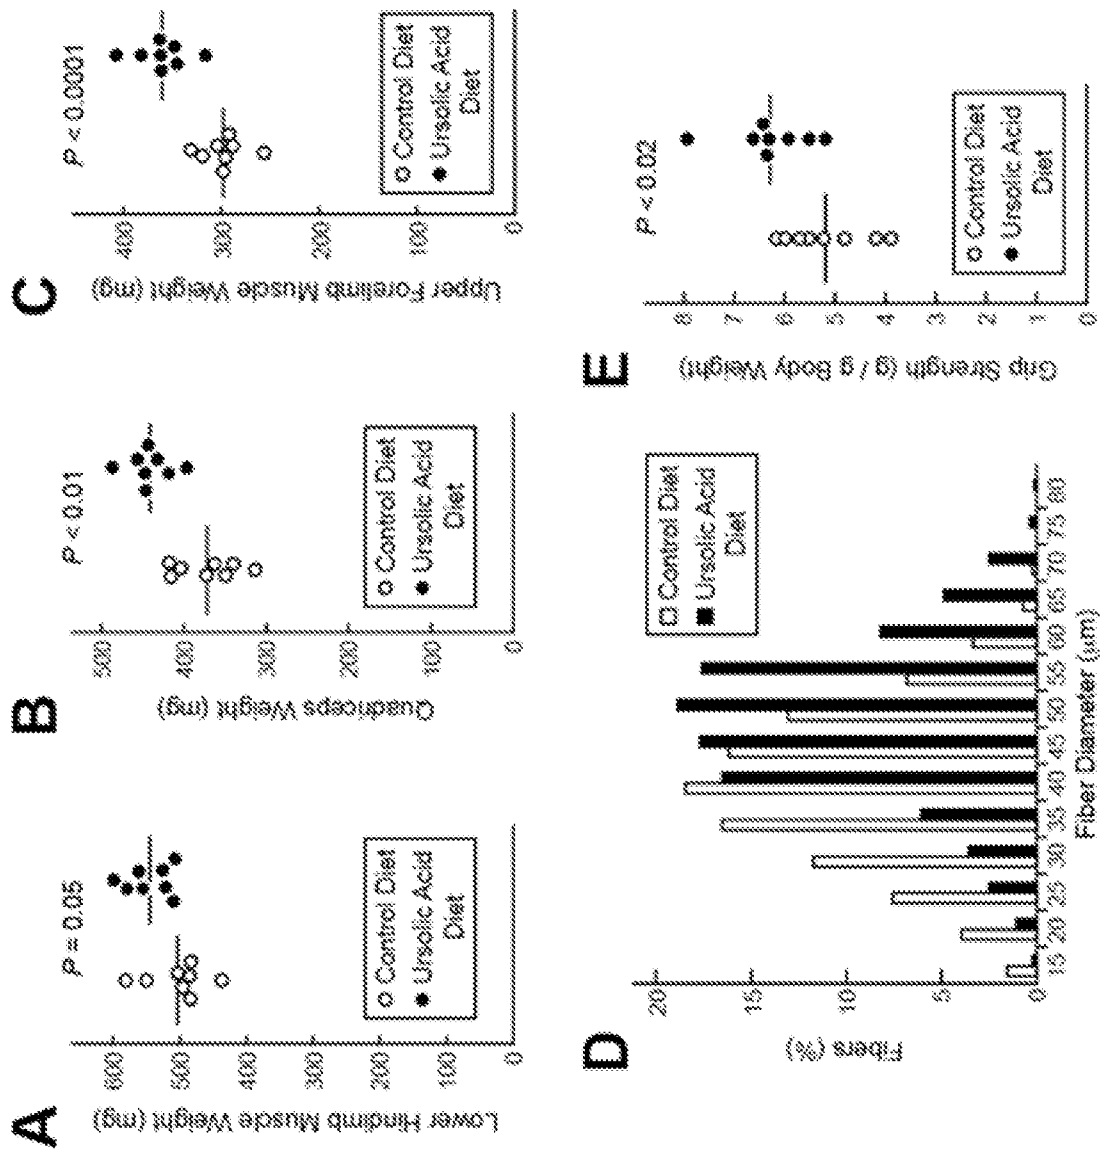 A
P = 0.05
Lower Hindimb Muscle Weight (mg)
600
500
400
300
200
100
0
Control Diet
Ursolic Acid
Diet
B
P < 0.01
Quadriceps Weight (mg)
500
400
300
200
100
0
Control Diet
Ursolic Acid
Diet
C
P < 0.0001
Upper Forelimb Muscle Weight (mg)
400
300
200
100
0
Control Diet
Ursolic Acid
Diet
D
Fibers (%)
20
15
10
5
0
Control Diet
Ursolic Acid
Diet
15 20 25 30 35 40 45 50 55 60 65 70 75 80
Fiber Diameter (μm)
E
P < 0.02
Grip Strength (g / g Body Weight)
8
7
6
5
4
3
2
1
0
Control Diet
Ursolic Acid
Diet